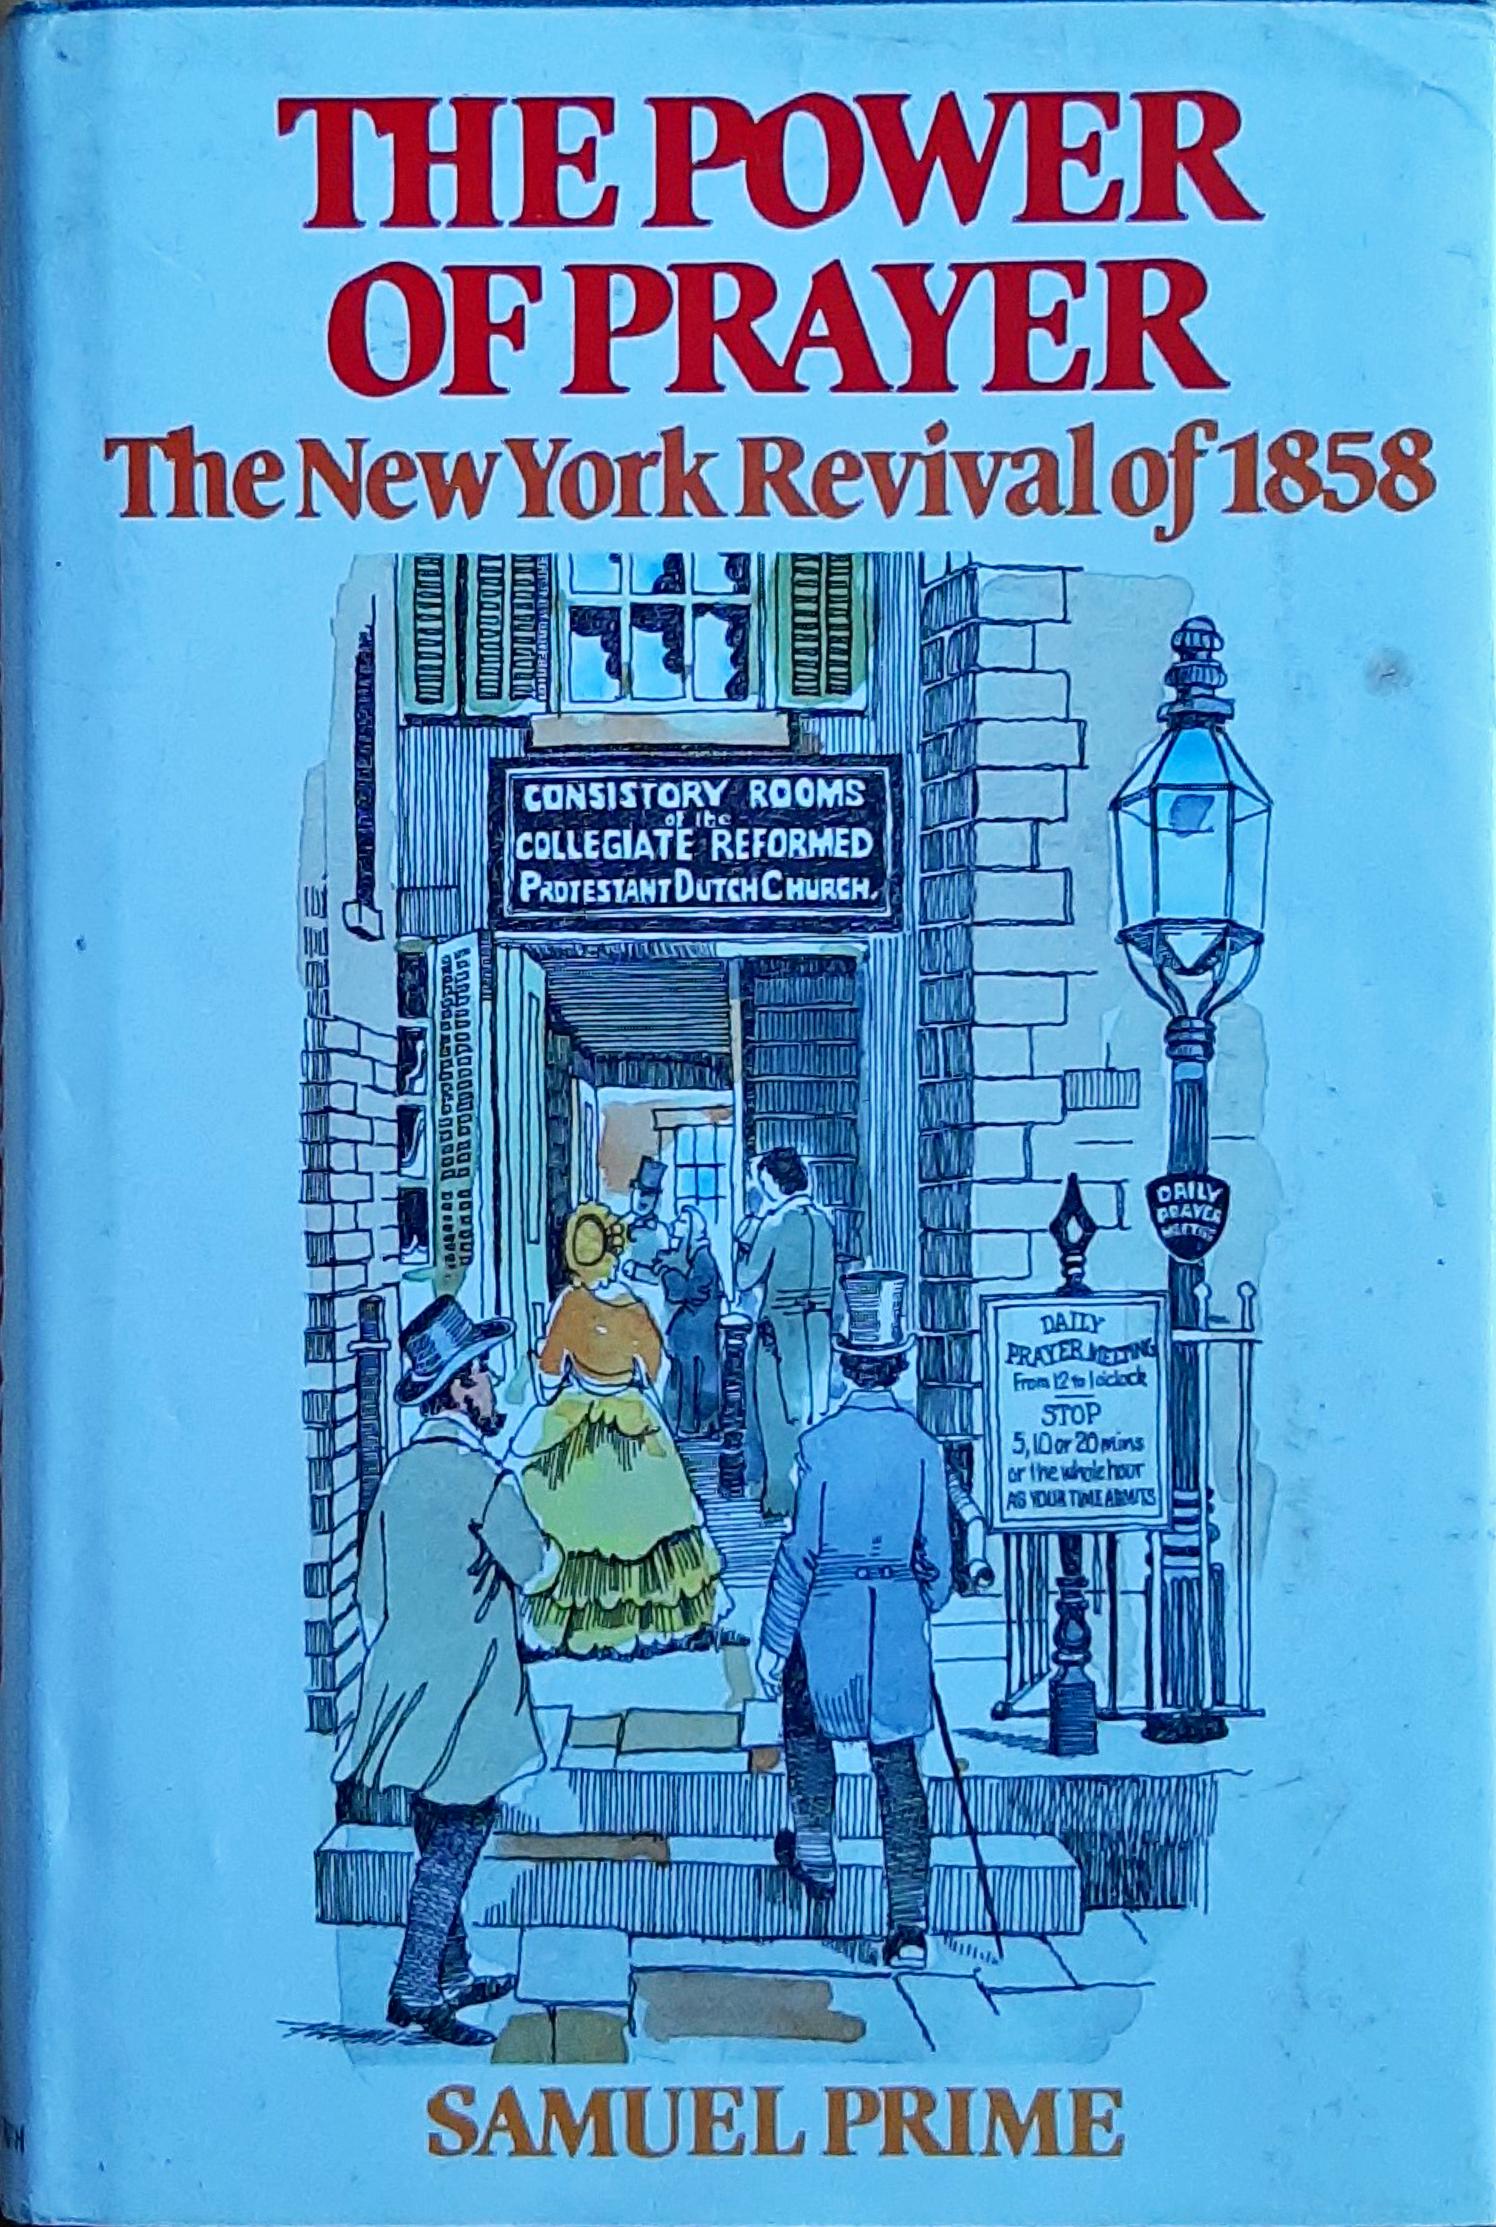 THE POWER
OF PRAYER
The New York Revival of 1858
CONSISTORY ROOMS
of the
COLLEGIATE REFORMED
PROTESTANT DUTCH CHURCH.
DAILY
PRAYER
MEETING
DAILY
PRAYER MEETING
From 12 to 1 o'clock
STOP
5, 10 or 20 mins
or the whole hour
AS YOUR TIME ADMITS
SAMUEL PRIME